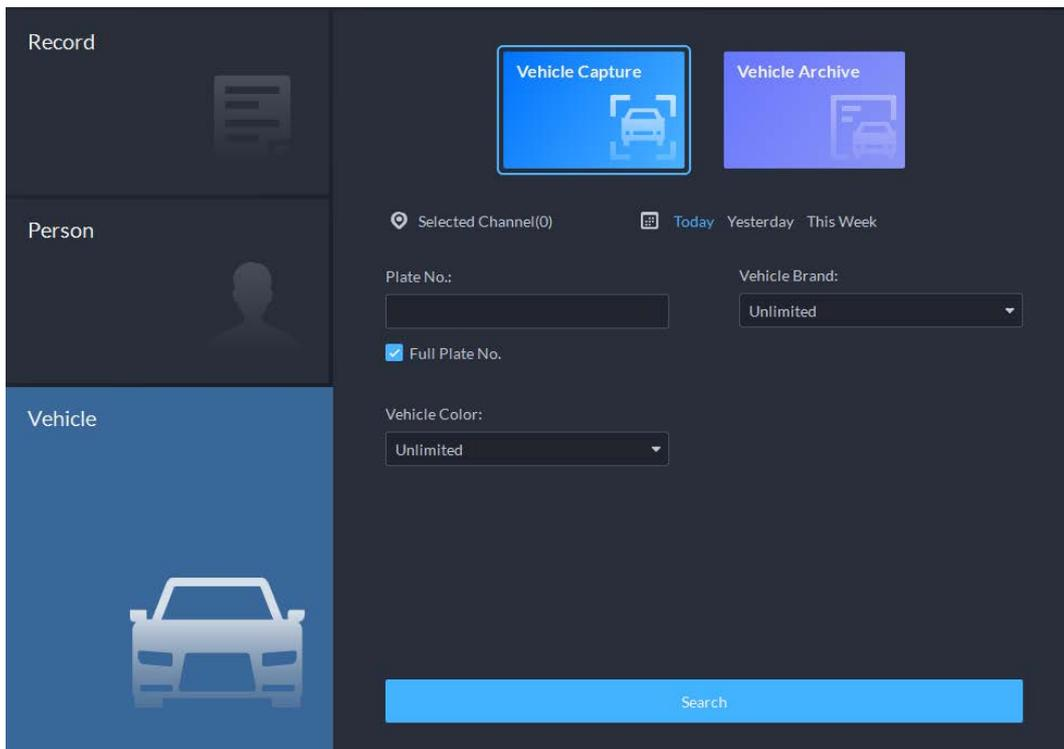 Record
Person
Vehicle
Vehicle Capture
Vehicle Archive
Selected Channel(0)
Today Yesterday This Week
Plate No.:
Vehicle Brand:
Unlimited
Full Plate No.
Vehicle Color:
Unlimited
Search